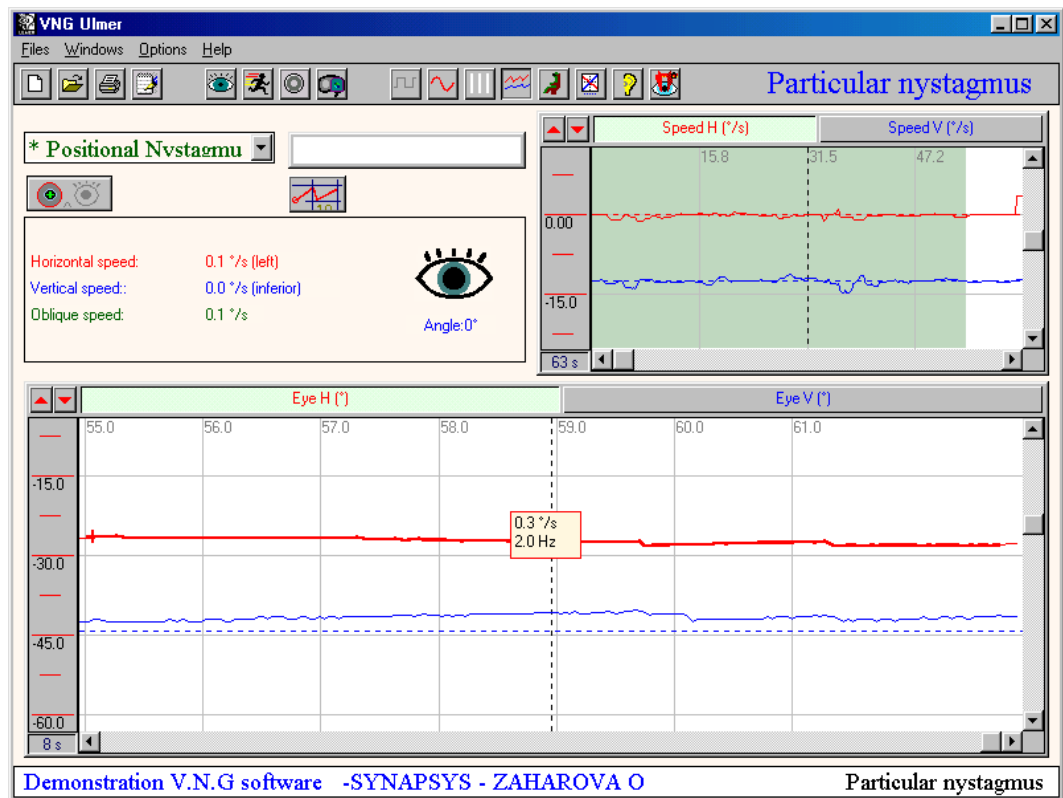 VNG Ulmer
Files Windows Options Help
Particular nystagmus
* Positional Nystagmu
Speed H (°/s) Speed V (°/s)
15.8 31.5 47.2
0.00
-15.0
63 s
Horizontal speed: 0.1 °/s (left)
Vertical speed:: 0.0 °/s (inferior)
Oblique speed: 0.1 °/s
Angle:0°
Eye H (°) Eye V (°)
55.0 56.0 57.0 58.0 59.0 60.0 61.0
-15.0
0.3 °/s
2.0 Hz
-30.0
-45.0
-60.0
8 s
Demonstration V.N.G software -SYNAPSYS - ZAHAROVA O Particular nystagmus